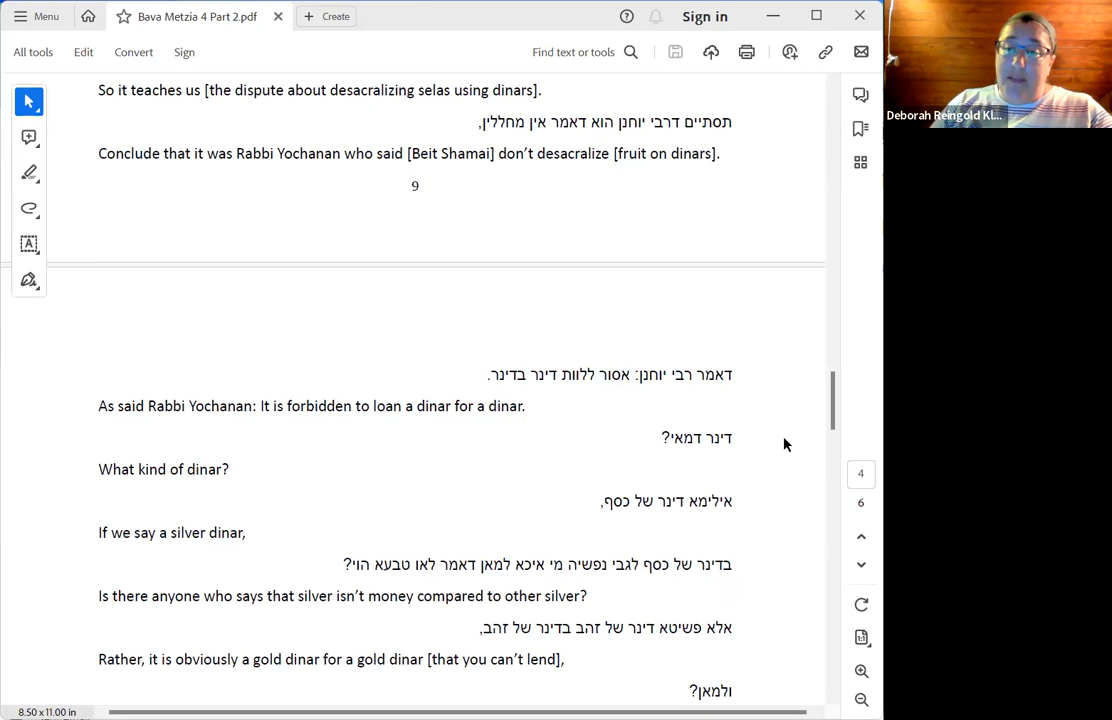 Menu
Bava Metzia 4 Part 2.pdf
Create
Sign in
All tools
Edit
Convert
Sign
Find text or tools
Deborah Reingold Kl...
So it teaches us [the dispute about desacralizing selas using dinars].
תסתיים דרבי יוחנן הוא דאמר אין מחללין,
Conclude that it was Rabbi Yochanan who said [Beit Shamai] don’t desacralize [fruit on dinars].
9
דאמר רבי יוחנן: אסור ללוות דינר בדינר.
As said Rabbi Yochanan: It is forbidden to loan a dinar for a dinar.
דינר דמאי?
What kind of dinar?
אילימא דינר של כסף,
If we say a silver dinar,
בדינר של כסף לגבי נפשיה מי איכא למאן דאמר לאו טבעא הוי?
Is there anyone who says that silver isn’t money compared to other silver?
אלא פשיטא דינר של זהב בדינר של זהב,
Rather, it is obviously a gold dinar for a gold dinar [that you can’t lend],
ולמאן?
4
6
8.50 x 11.00 in